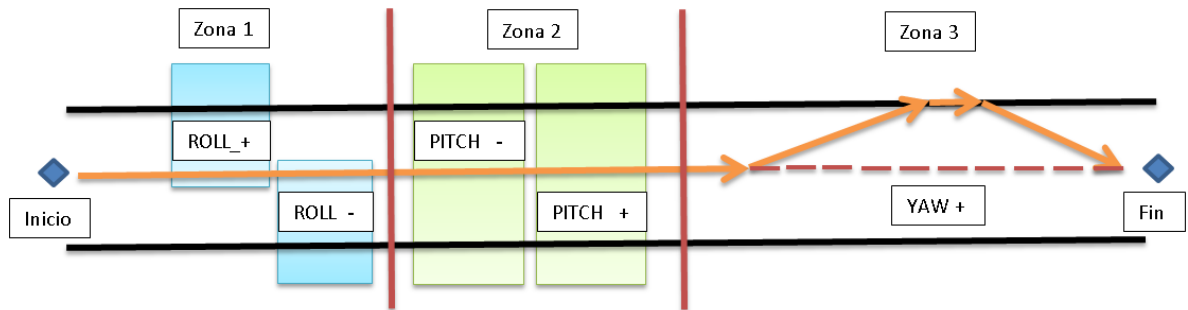 Zona 1
Zona 2
Zona 3
ROLL_+
PITCH -
ROLL -
PITCH +
YAW +
Inicio
Fin